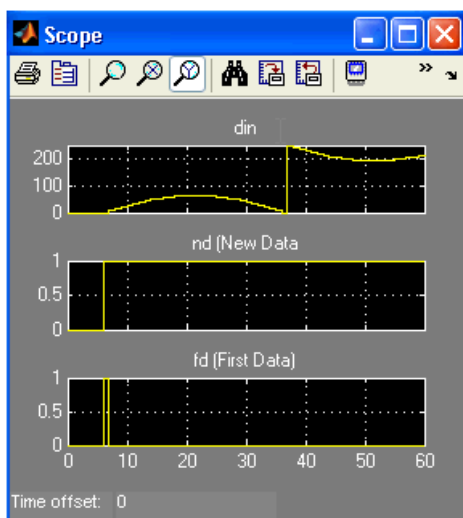 Scope
»
din
200
100
0
nd (New Data
1
0.5
0
fd (First Data)
1
0.5
0
0 10 20 30 40 50 60
Time offset: 0